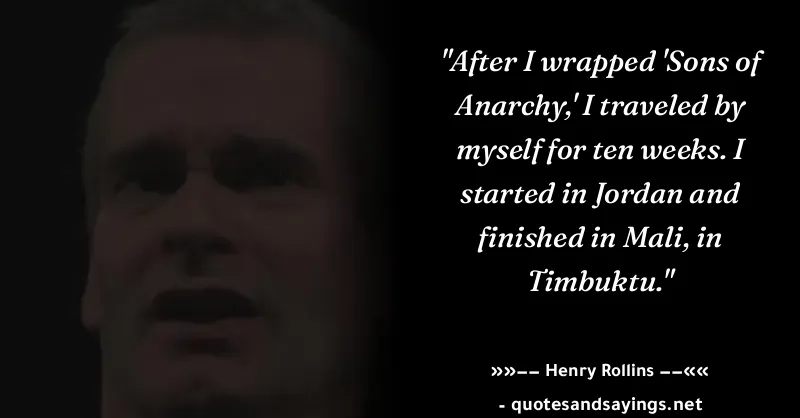 "After I wrapped 'Sons of
Anarchy,' I traveled by
myself for ten weeks. I
started in Jordan and
finished in Mali, in
Timbuktu."
»»−− Henry Rollins −−««
- quotesandsayings.net